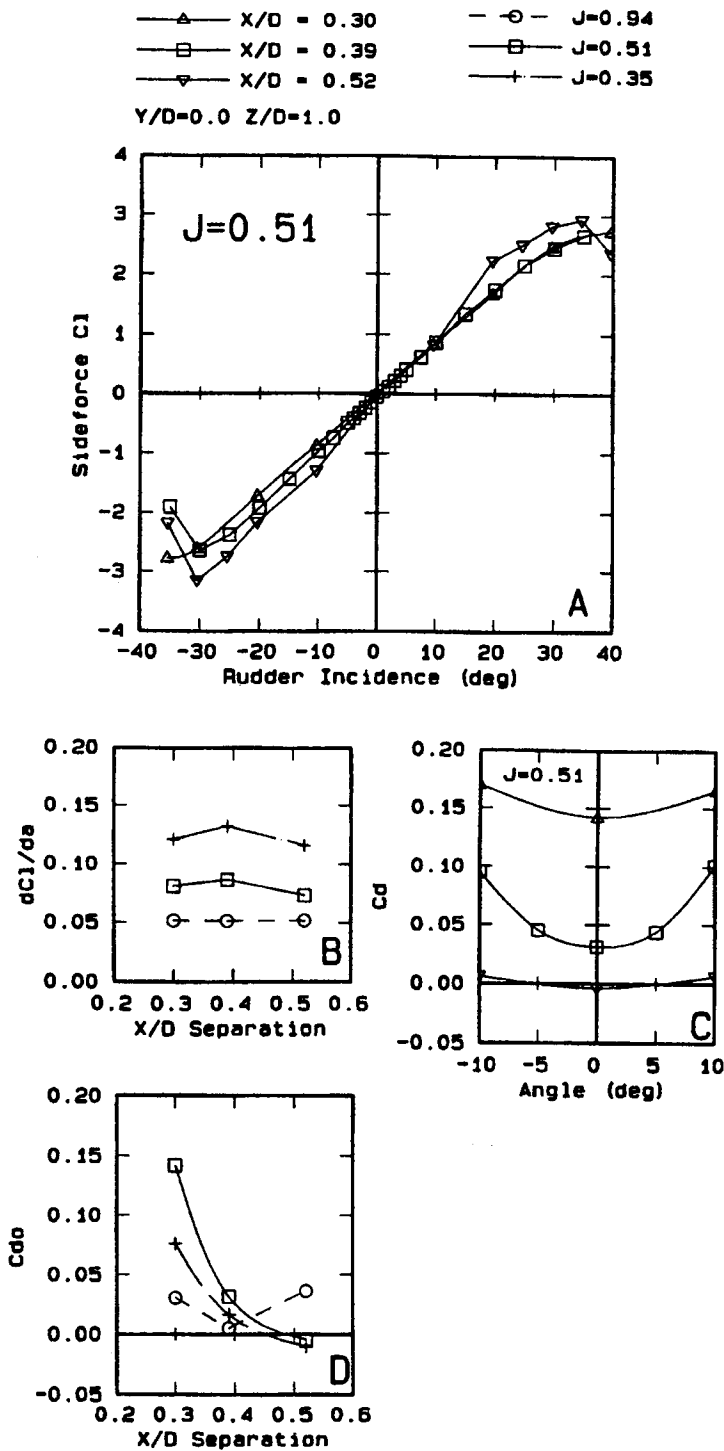 X/D = 0.30 J=0.94
X/D = 0.39 J=0.51
X/D = 0.52 J=0.35
Y/D=0.0 Z/D=1.0
4
3
2
1
0
-1
-2
-3
-4
Sideforce Cl
J=0.51
A
-40 -30 -20 -10 0 10 20 30 40
Rudder Incidence (deg)
0.20
0.15
0.10
0.05
0.00
dCl/da
B
0.2 0.3 0.4 0.5 0.6
X/D Separation
0.20
0.15
0.10
0.05
0.00
-0.05
Cd
J=0.51
C
-10 -5 0 5 10
Angle (deg)
0.20
0.15
0.10
0.05
0.00
-0.05
Cdo
D
0.2 0.3 0.4 0.5 0.6
X/D Separation